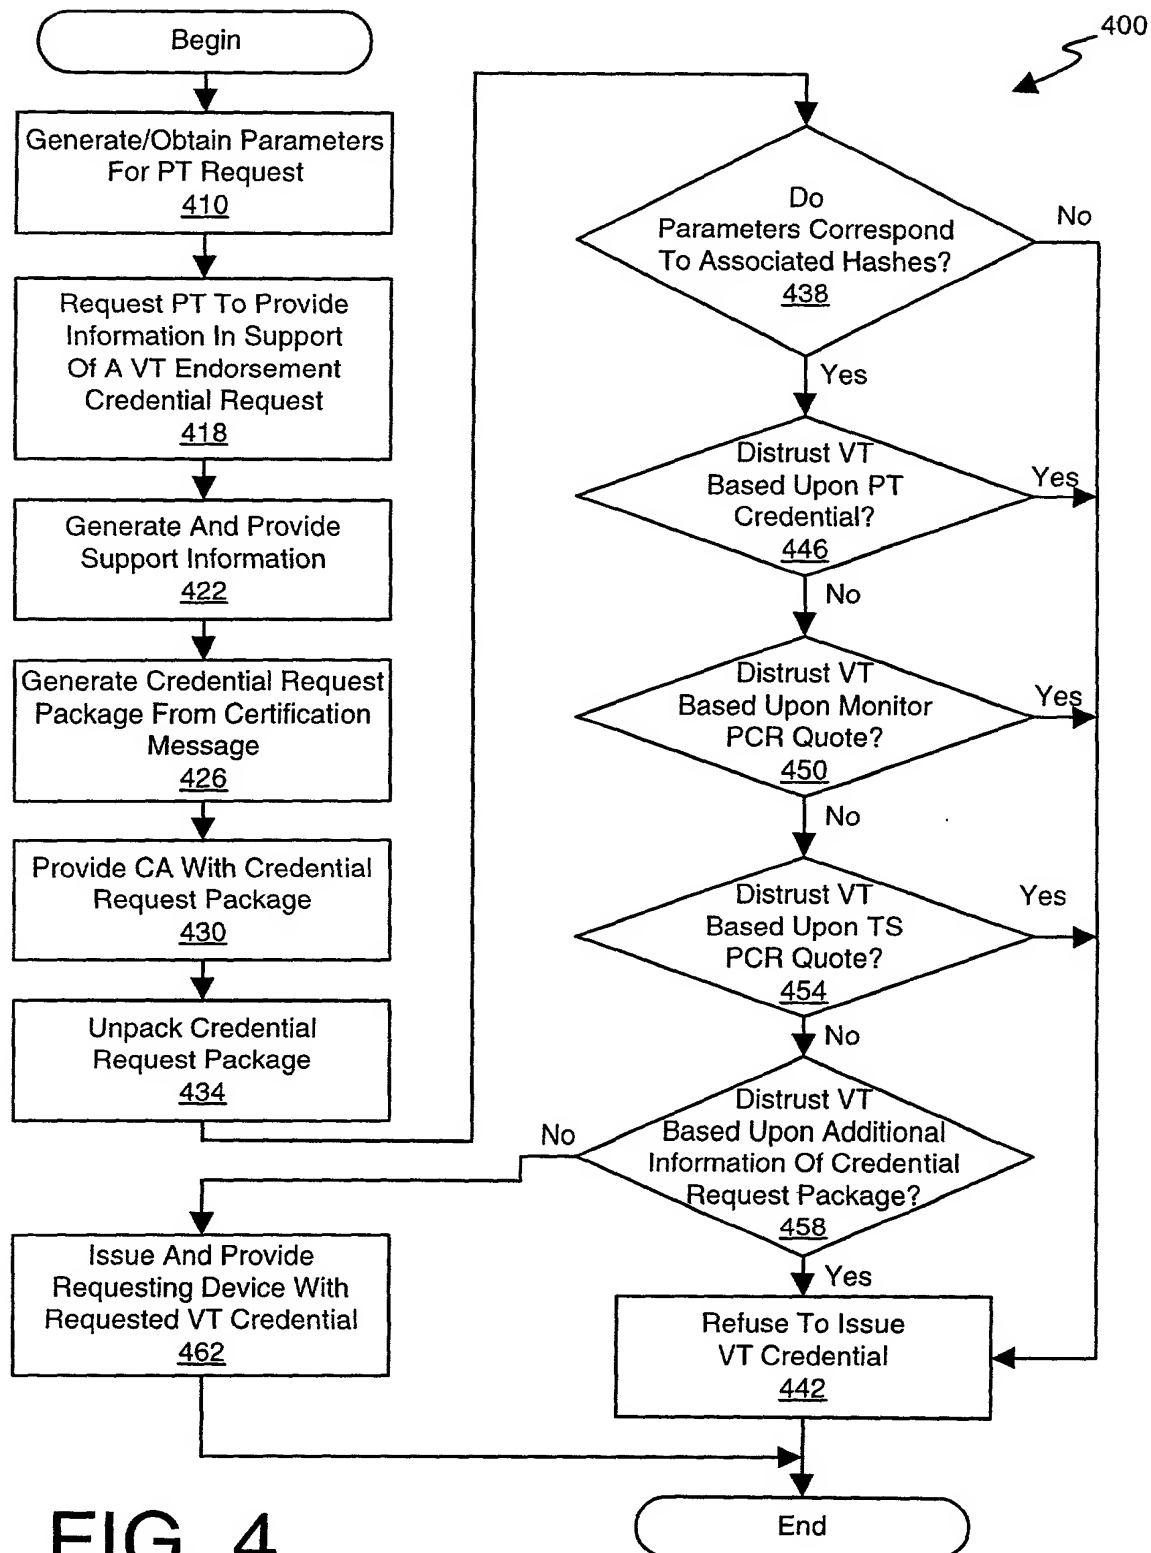 400
Begin
Generate/Obtain Parameters
For PT Request
410
Request PT To Provide
Information In Support
Of A VT Endorsement
Credential Request
418
Generate And Provide
Support Information
422
Generate Credential Request
Package From Certification
Message
426
Provide CA With Credential
Request Package
430
Unpack Credential
Request Package
434
Do
Parameters Correspond
To Associated Hashes?
438
No
Yes
Distrust VT
Based Upon PT
Credential?
446
Yes
No
Distrust VT
Based Upon Monitor
PCR Quote?
450
Yes
No
Distrust VT
Based Upon TS
PCR Quote?
454
Yes
No
Distrust VT
Based Upon Additional
Information Of Credential
Request Package?
458
No
Yes
Issue And Provide
Requesting Device With
Requested VT Credential
462
Refuse To Issue
VT Credential
442
End
FIG. 4